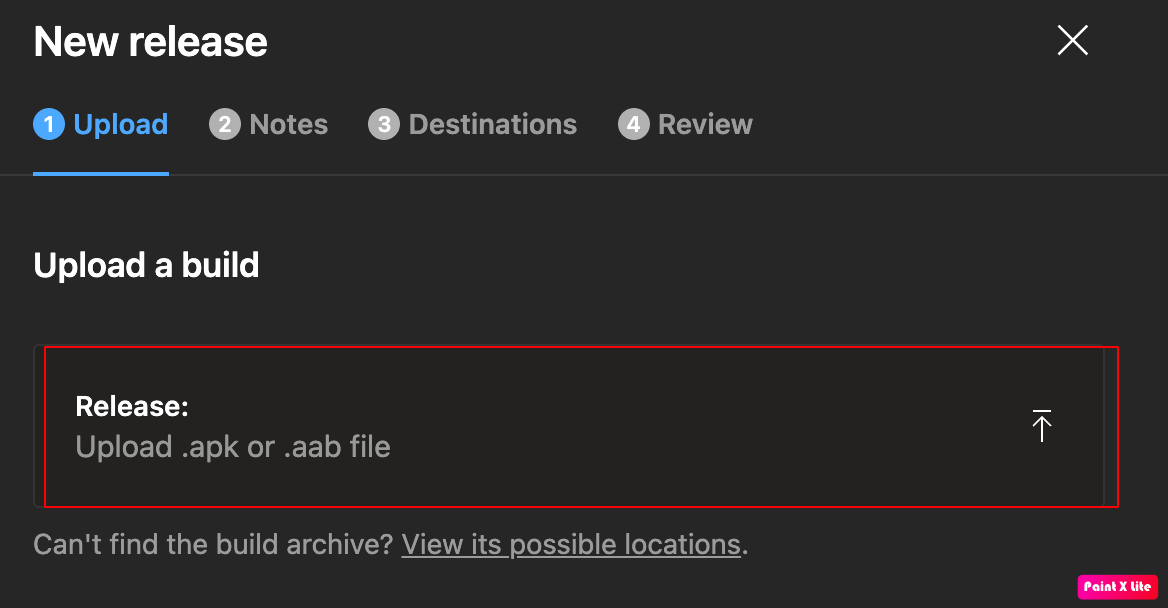 New release
1 Upload 2 Notes 3 Destinations 4 Review
Upload a build
Release:
Upload .apk or .aab file
Can't find the build archive? View its possible locations.
Paint X Lite